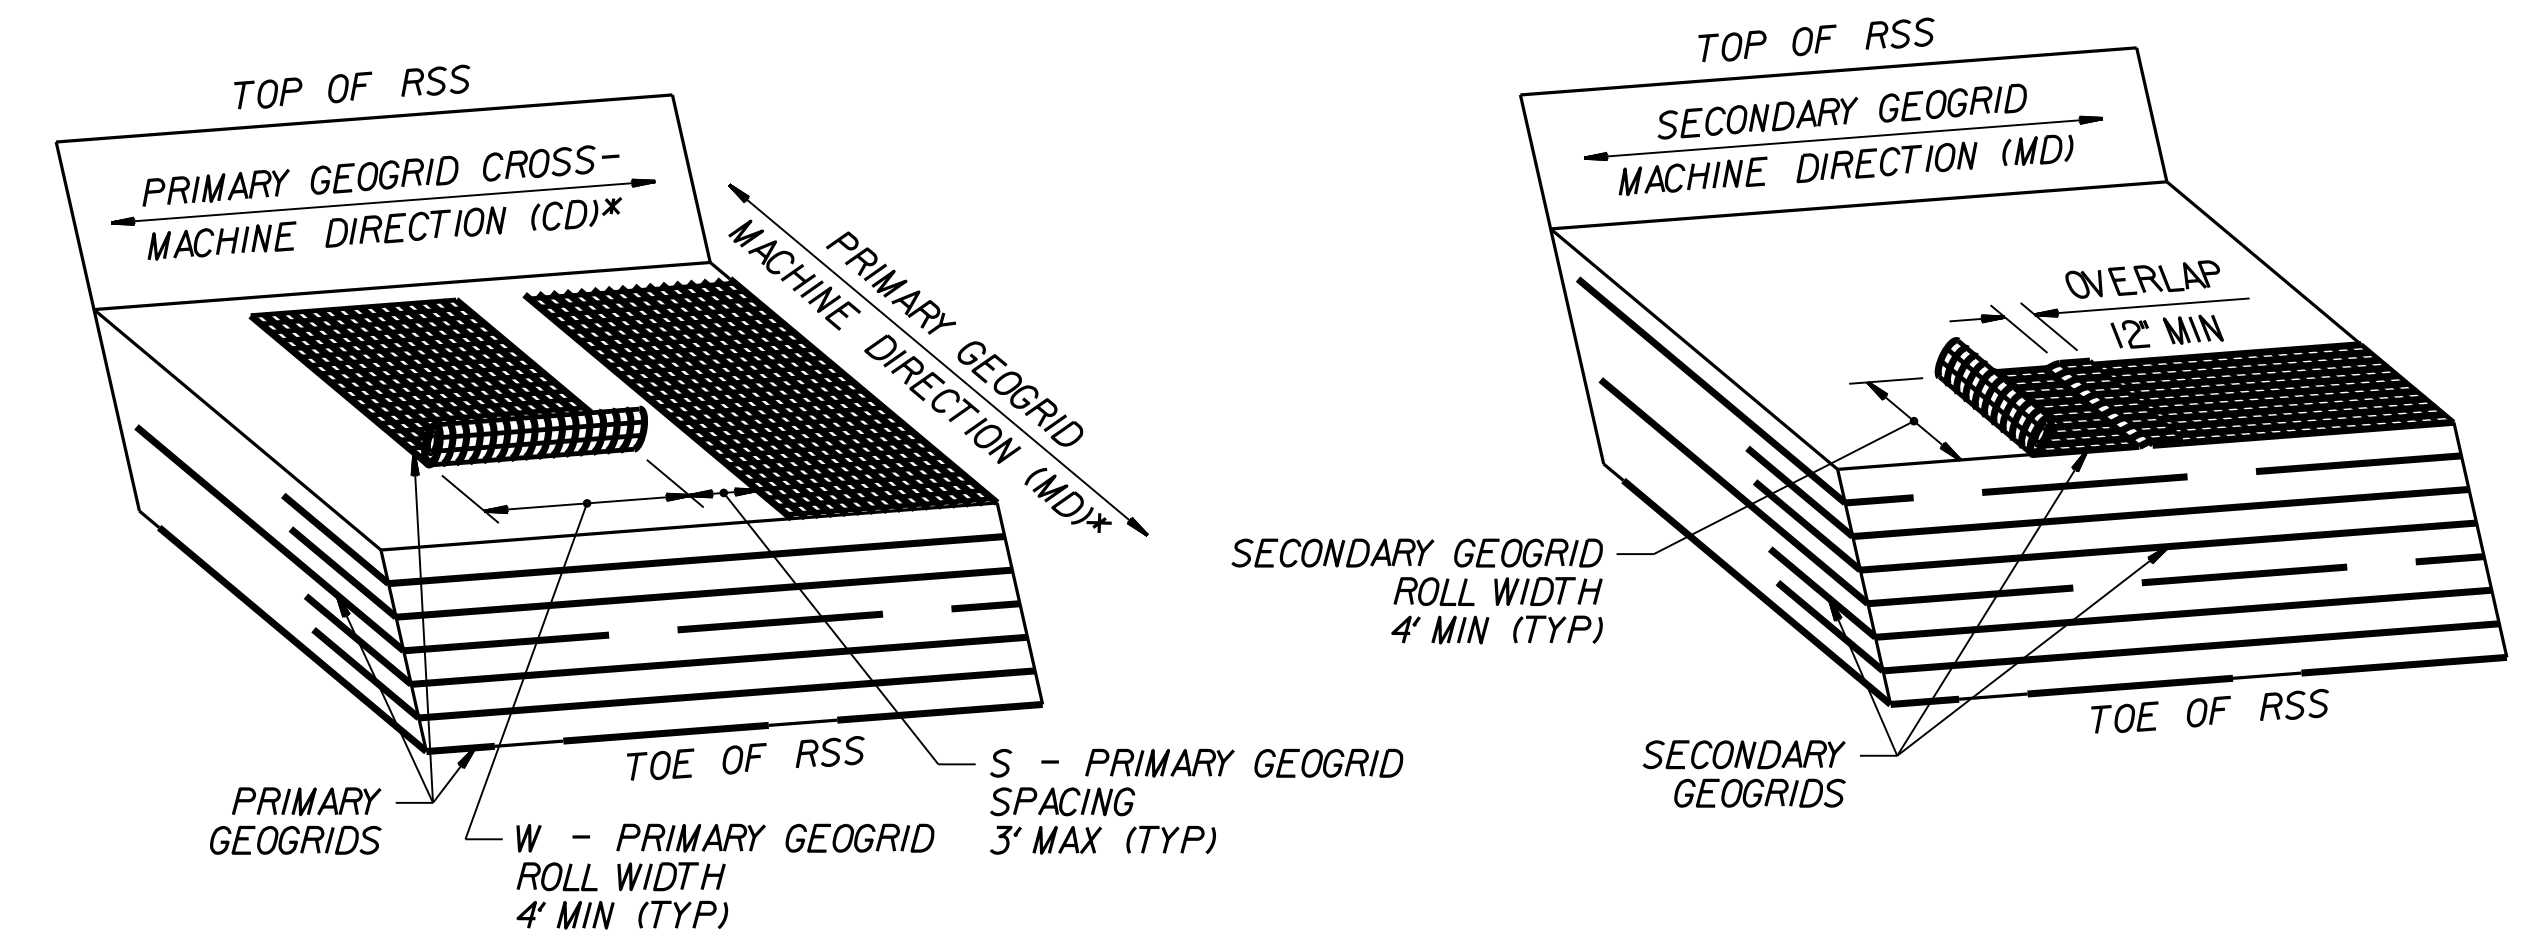 TOP OF RSS
PRIMARY GEOGRID CROSS-
MACHINE DIRECTION (CD)*
PRIMARY GEOGRID
MACHINE DIRECTION (MD)*
TOE OF RSS
PRIMARY
GEOGRIDS
W - PRIMARY GEOGRID
ROLL WIDTH
4' MIN (TYP)
S - PRIMARY GEOGRID
SPACING
3' MAX (TYP)
TOP OF RSS
SECONDARY GEOGRID
MACHINE DIRECTION (MD)
OVERLAP
12" MIN
SECONDARY GEOGRID
ROLL WIDTH
4' MIN (TYP)
TOE OF RSS
SECONDARY
GEOGRIDS